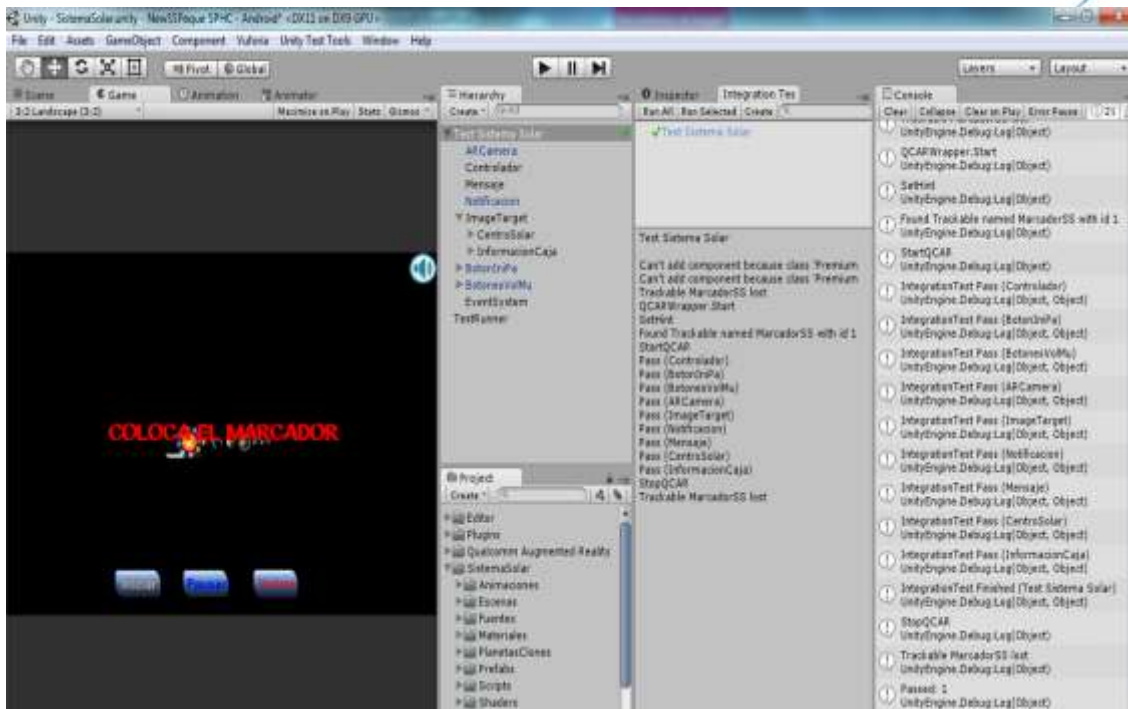 Unity - SistemaSolar.unity - NewSSPeque SPHC - Android* <DX11 on DX9 GPU>
File Edit Assets GameObject Component Vuforia Unity Test Tools Window Help
Pivot Global
Layers Layout
Scene Game Animation Animator
3:2 Landscape (3:2) Maximize on Play Stats Gizmos
COLOCA EL MARCADOR
Pausar
Hierarchy
Create
Test Sistema Solar
ARCamera
Controlador
Mensaje
Notificacion
ImageTarget
CentroSolar
InformacionCaja
BotonIniPa
BotonesVolMu
EventSystem
TestRunner
Project
Create
Editor
Plugins
Qualcomm Augmented Reality
SistemaSolar
Animaciones
Escenas
Fuentes
Materiales
PlanetasClones
Prefabs
Scripts
Shaders
Inspector Integration Tes
Run All Run Selected Create
Test Sistema Solar
Test Sistema Solar
Can't add component because class 'Premium
Can't add component because class 'Premium
Trackable MarcadorSS lost
QCARWrapper.Start
SetHint
Found Trackable named MarcadorSS with id 1
StartQCAR
Pass (Controlador)
Pass (BotonIniPa)
Pass (BotonesVolMu)
Pass (ARCamera)
Pass (ImageTarget)
Pass (Notificacion)
Pass (Mensaje)
Pass (CentroSolar)
Pass (InformacionCaja)
StopQCAR
Trackable MarcadorSS lost
Console
Clear Collapse Clear on Play Error Pause 21
UnityEngine.Debug:Log(Object)
QCARWrapper.Start
UnityEngine.Debug:Log(Object)
SetHint
UnityEngine.Debug:Log(Object)
Found Trackable named MarcadorSS with id 1
UnityEngine.Debug:Log(Object)
StartQCAR
UnityEngine.Debug:Log(Object)
IntegrationTest Pass (Controlador)
UnityEngine.Debug:Log(Object, Object)
IntegrationTest Pass (BotonIniPa)
UnityEngine.Debug:Log(Object, Object)
IntegrationTest Pass (BotonesVolMu)
UnityEngine.Debug:Log(Object, Object)
IntegrationTest Pass (ARCamera)
UnityEngine.Debug:Log(Object, Object)
IntegrationTest Pass (ImageTarget)
UnityEngine.Debug:Log(Object, Object)
IntegrationTest Pass (Notificacion)
UnityEngine.Debug:Log(Object, Object)
IntegrationTest Pass (Mensaje)
UnityEngine.Debug:Log(Object, Object)
IntegrationTest Pass (CentroSolar)
UnityEngine.Debug:Log(Object, Object)
IntegrationTest Pass (InformacionCaja)
UnityEngine.Debug:Log(Object, Object)
IntegrationTest Finished (Test Sistema Solar)
UnityEngine.Debug:Log(Object, Object)
StopQCAR
UnityEngine.Debug:Log(Object)
Trackable MarcadorSS lost
UnityEngine.Debug:Log(Object)
Passed: 1
UnityEngine.Debug:Log(Object)